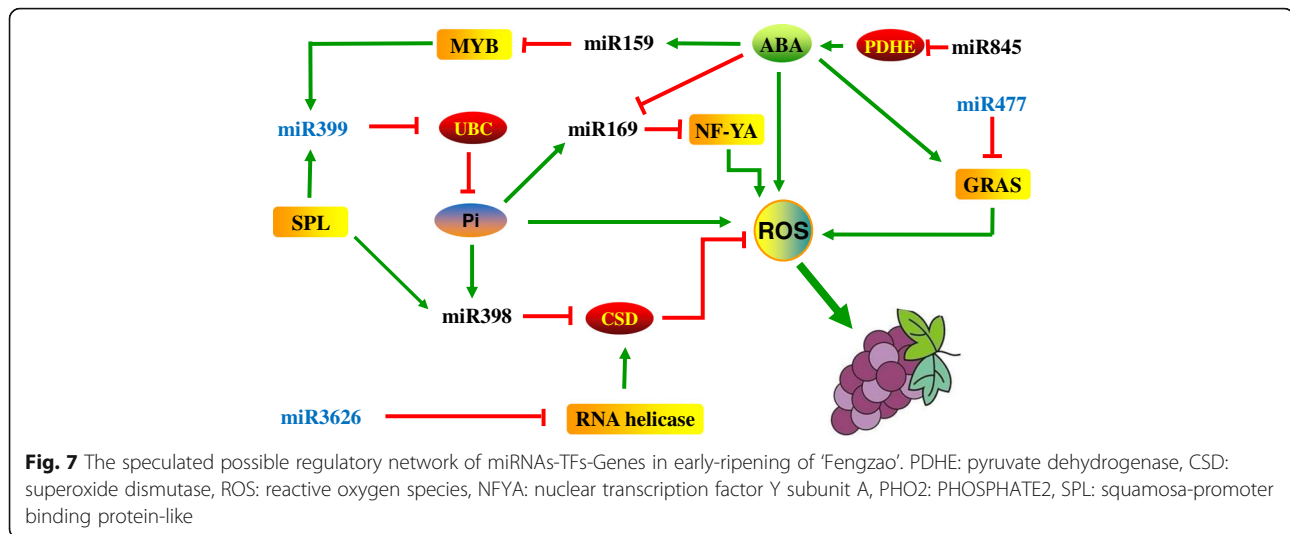 MYB miR159 ABA PDHE miR845
miR477
miR399 UBC miR169 NF-YA
GRAS
SPL Pi ROS
miR398 CSD
miR3626 RNA helicase
Fig. 7 The speculated possible regulatory network of miRNAs-TFs-Genes in early-ripening of ‘Fengzao’. PDHE: pyruvate dehydrogenase, CSD:
superoxide dismutase, ROS: reactive oxygen species, NFYA: nuclear transcription factor Y subunit A, PHO2: PHOSPHATE2, SPL: squamosa-promoter
binding protein-like